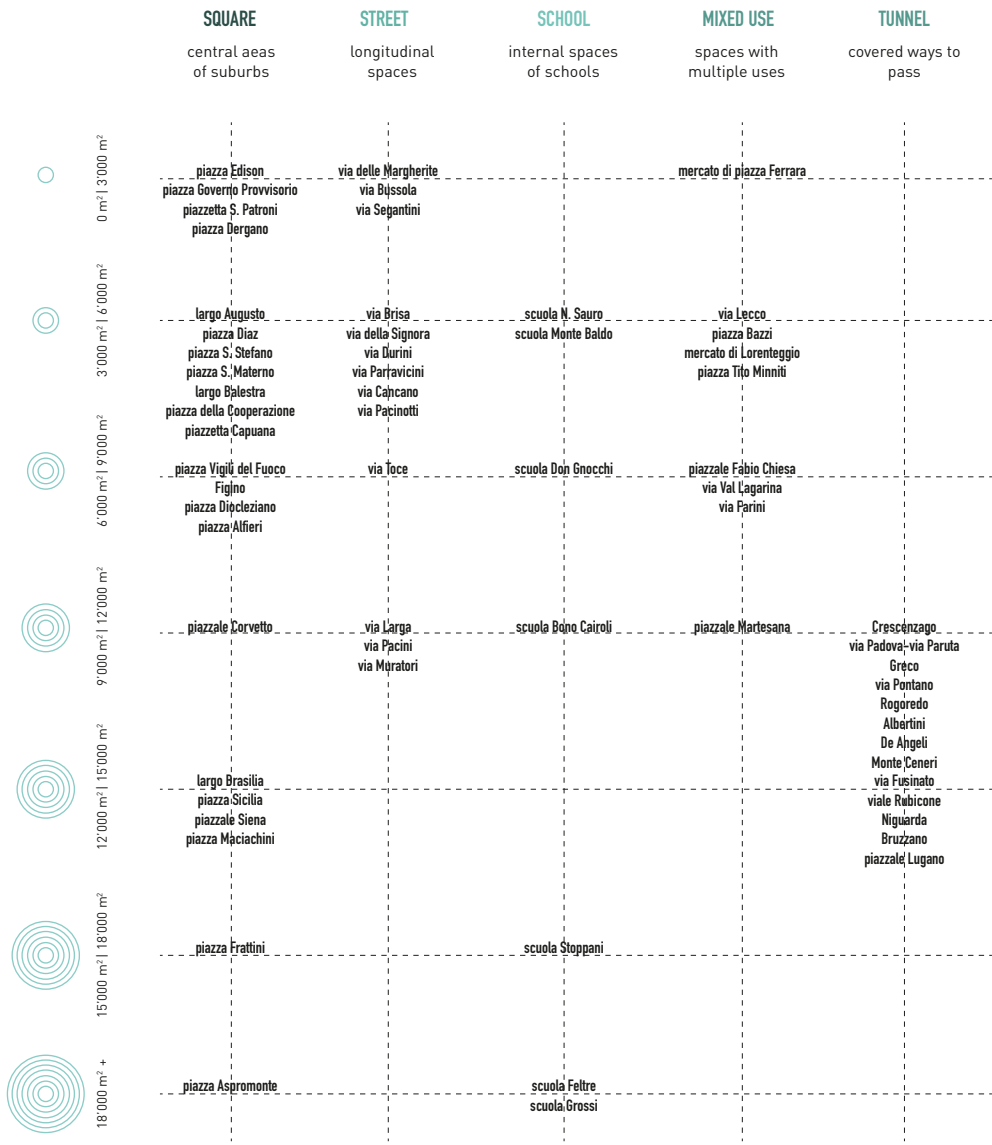 SQUARE
central aeas
of suburbs
STREET
longitudinal
spaces
SCHOOL
internal spaces
of schools
MIXED USE
spaces with
multiple uses
TUNNEL
covered ways to
pass
0 m² | 3'000 m²
piazza Edison
piazza Governo Provvisorio
piazzetta S. Patroni
piazza Dergano
via delle Margherite
via Bussola
via Segantini
mercato di piazza Ferrara
3'000 m² | 6'000 m²
largo Augusto
piazza Diaz
piazza S. Stefano
piazza S. Materno
largo Balestra
piazza della Cooperazione
piazzetta Capuana
via Brisa
via della Signora
via Durini
via Parravicini
via Cancano
via Pacinotti
scuola N. Sauro
scuola Monte Baldo
via Lecco
piazza Bazzi
mercato di Lorenteggio
piazza Tito Minniti
6'000 m² | 9'000 m²
piazza Vigili del Fuoco
Figino
piazza Diocleziano
piazza Alfieri
via Toce
scuola Don Gnocchi
piazzale Fabio Chiesa
via Val Lagarina
via Parini
9'000 m² | 12'000 m²
piazzale Corvetto
via Larga
via Pacini
via Muratori
scuola Bono Cairoli
piazzale Martesana
Crescenzago
via Padova-via Paruta
Greco
via Pontano
Rogoredo
Albertini
De Angeli
Monte Ceneri
via Fusinato
viale Rubicone
Niguarda
Bruzzano
piazzale Lugano
12'000 m² | 15'000 m²
largo Brasilia
piazza Sicilia
piazzale Siena
piazza Maciachini
15'000 m² | 18'000 m²
piazza Frattini
scuola Stoppani
18'000 m² +
piazza Aspromonte
scuola Feltre
scuola Grossi